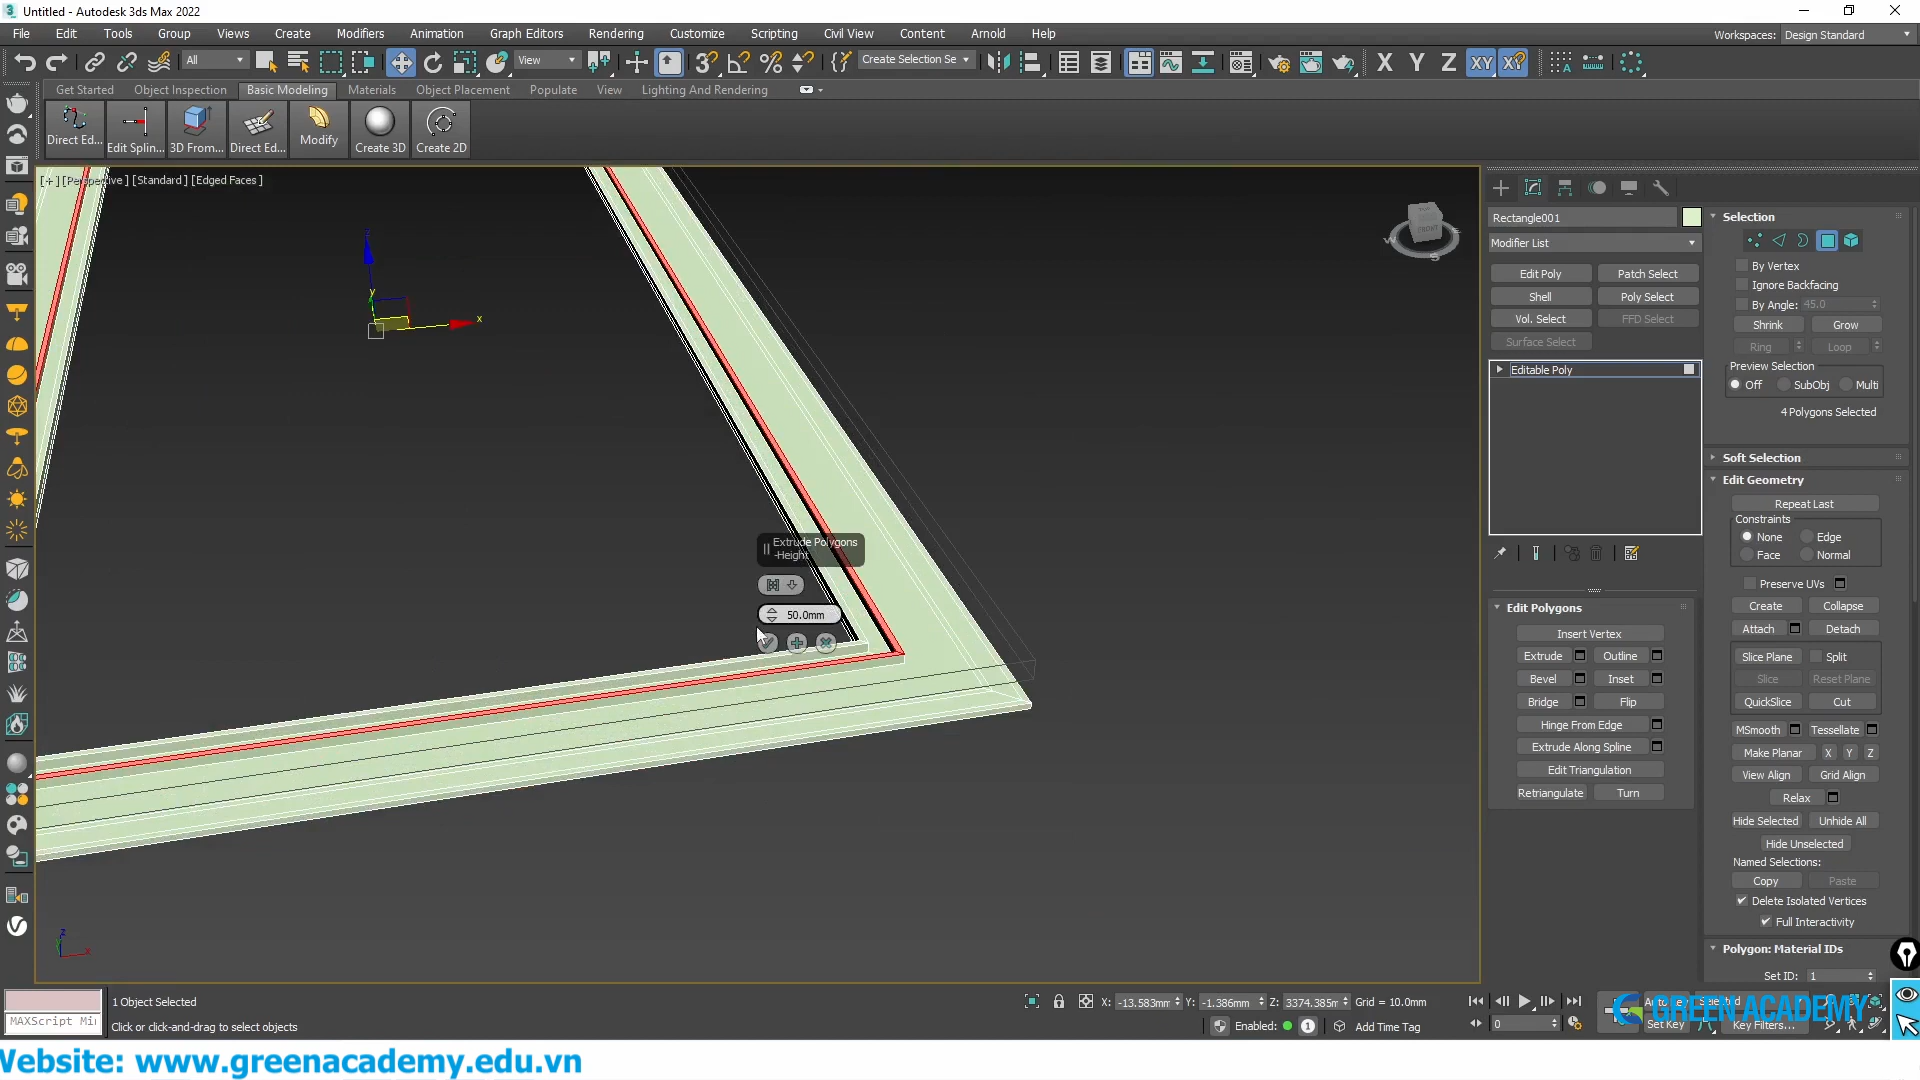 Untitled - Autodesk 3ds Max 2022
File Edit Tools Group Views Create Modifiers Animation Graph Editors Rendering Customize Scripting Civil View Content Arnold Help
Workspaces: Design Standard
All View Create Selection Se X Y Z XY
Get Started Object Inspection Basic Modeling Materials Object Placement Populate View Lighting And Rendering
Direct Ed... Edit Splin... 3D From... Direct Ed... Modify Create 3D Create 2D
[+] [Perspective] [Standard] [Edged Faces]
z
y
x
FRONT
W
S
Extrude Polygons
-Height
50.0mm
z
x
Rectangle001
Modifier List
Edit Poly Patch Select
Shell Poly Select
Vol. Select FFD Select
Surface Select
Editable Poly
Edit Polygons
Insert Vertex
Extrude Outline
Bevel Inset
Bridge Flip
Hinge From Edge
Extrude Along Spline
Edit Triangulation
Retriangulate Turn
Selection
By Vertex
Ignore Backfacing
By Angle: 45.0
Shrink Grow
Ring Loop
Preview Selection
Off SubObj Multi
4 Polygons Selected
Soft Selection
Edit Geometry
Repeat Last
Constraints
None Edge
Face Normal
Preserve UVs
Create Collapse
Attach Detach
Slice Plane Split
Slice Reset Plane
QuickSlice Cut
MSmooth Tessellate
Make Planar X Y Z
View Align Grid Align
Relax
Hide Selected Unhide All
Hide Unselected
Named Selections:
Copy Paste
Delete Isolated Vertices
Full Interactivity
Polygon: Material IDs
Set ID: 1
1 Object Selected
X: -13.583mm Y: -1.386mm Z: 3374.385m Grid = 10.0mm
MAXScript Mi
Click or click-and-drag to select objects
Enabled: 1 Add Time Tag
0
Set Key Key Filters...
GREEN ACADEMY
Website: www.greenacademy.edu.vn